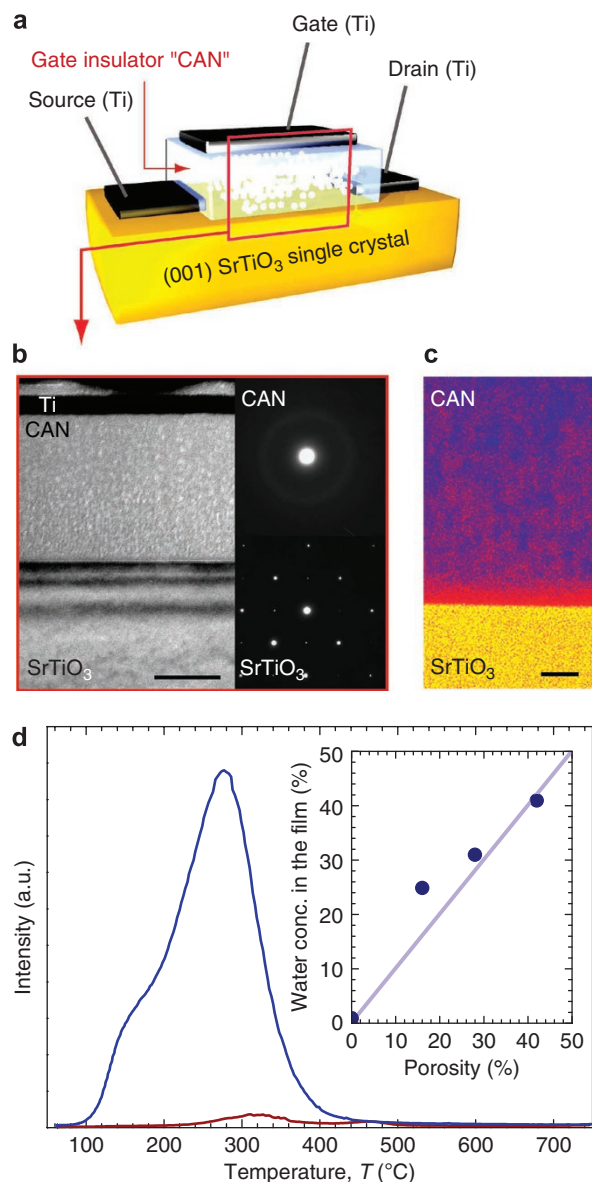 a
Gate (Ti)
Gate insulator "CAN"
Drain (Ti)
Source (Ti)
(001) SrTiO₃ single crystal
b
c
Ti
CAN
CAN
CAN
SrTiO₃
SrTiO₃
SrTiO₃
d
50
40
30
20
10
0
Water conc. in the film (%)
0 10 20 30 40 50
Porosity (%)
Intensity (a.u.)
100 200 300 400 500 600 700
Temperature, T (°C)